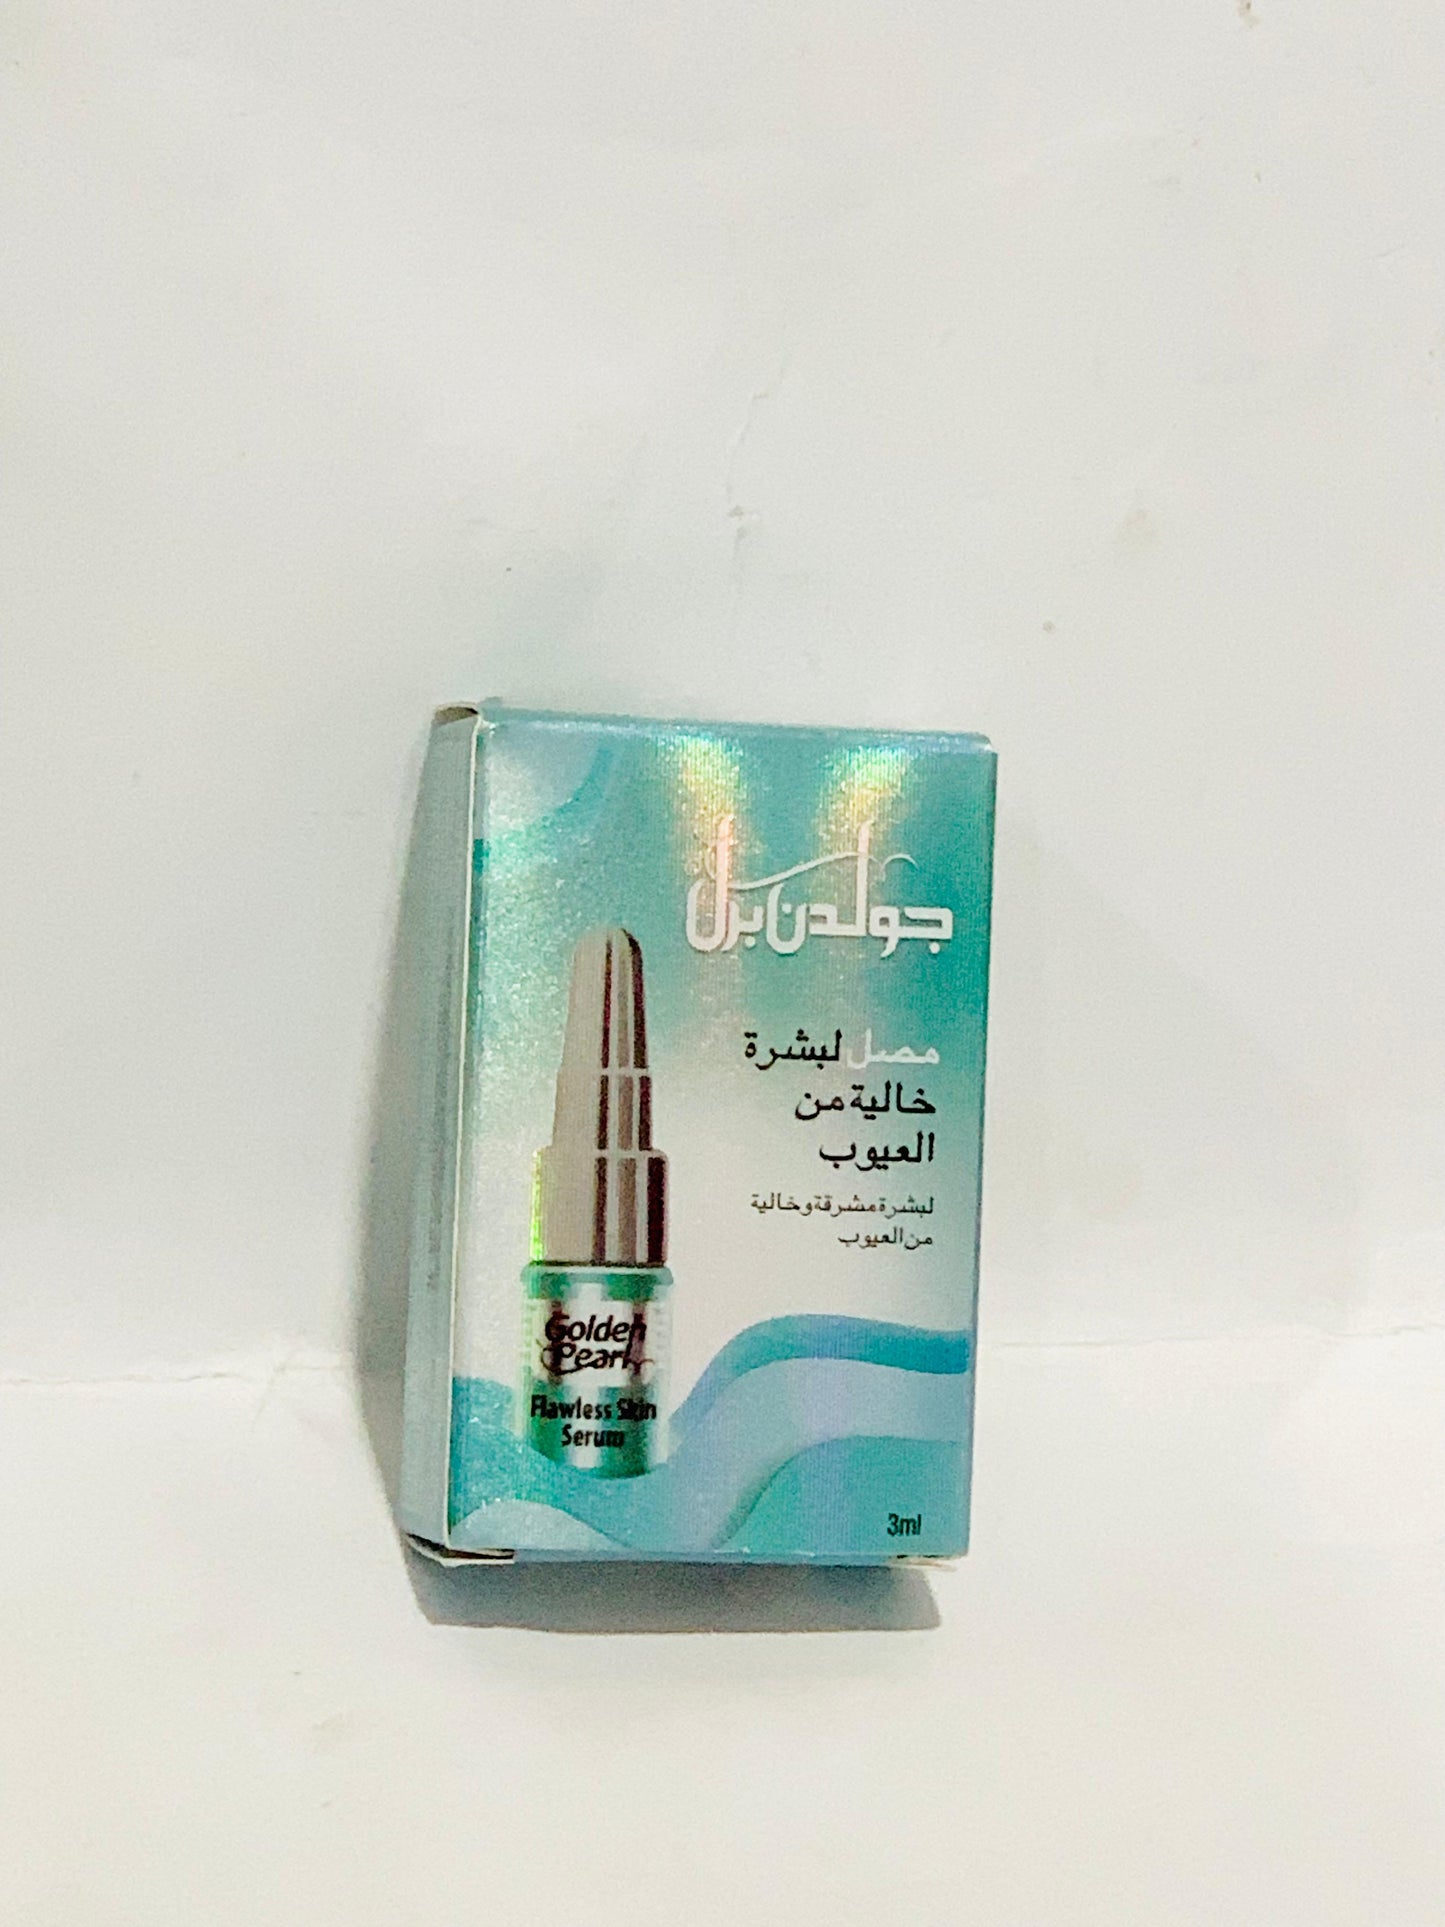 جولدن برل
مصل لبشرة
خالية من
العيوب
لبشرة مشرقة وخالية
من العيوب
Golden
Pearl
Flawless Skin
Serum
3ml